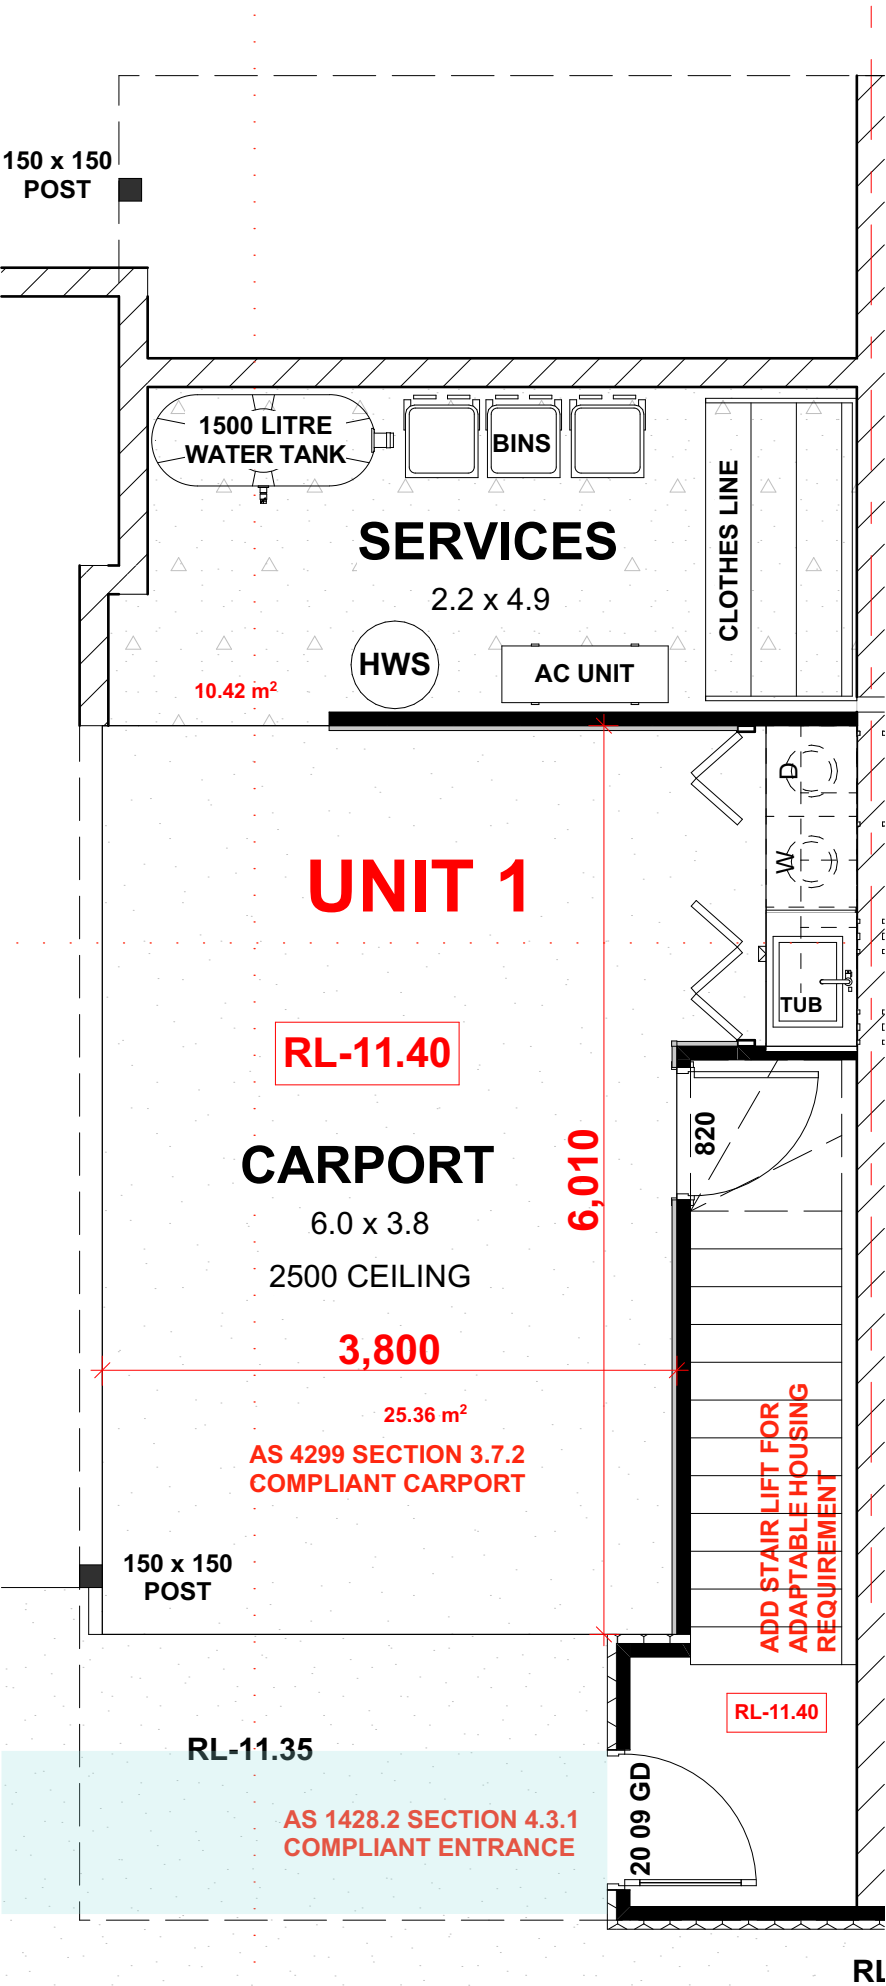 150 x 150
POST
1500 LITRE
WATER TANK
BINS
CLOTHES LINE
SERVICES
2.2 x 4.9
HWS
AC UNIT
10.42 m²
D
W
UNIT 1
TUB
RL-11.40
820
CARPORT
6.0 x 3.8
2500 CEILING
6,010
3,800
25.36 m²
AS 4299 SECTION 3.7.2
COMPLIANT CARPORT
ADD STAIR LIFT FOR
ADAPTABLE HOUSING
REQUIREMENT
150 x 150
POST
RL-11.40
RL-11.35
20 09 GD
AS 1428.2 SECTION 4.3.1
COMPLIANT ENTRANCE
RL